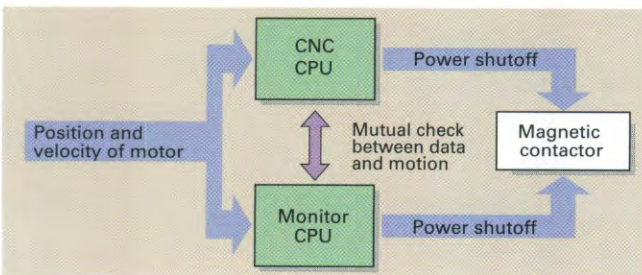 CNC
CPU
Power shutoff
Position and
velocity of motor
Mutual check
between data
and motion
Magnetic
contactor
Monitor
CPU
Power shutoff